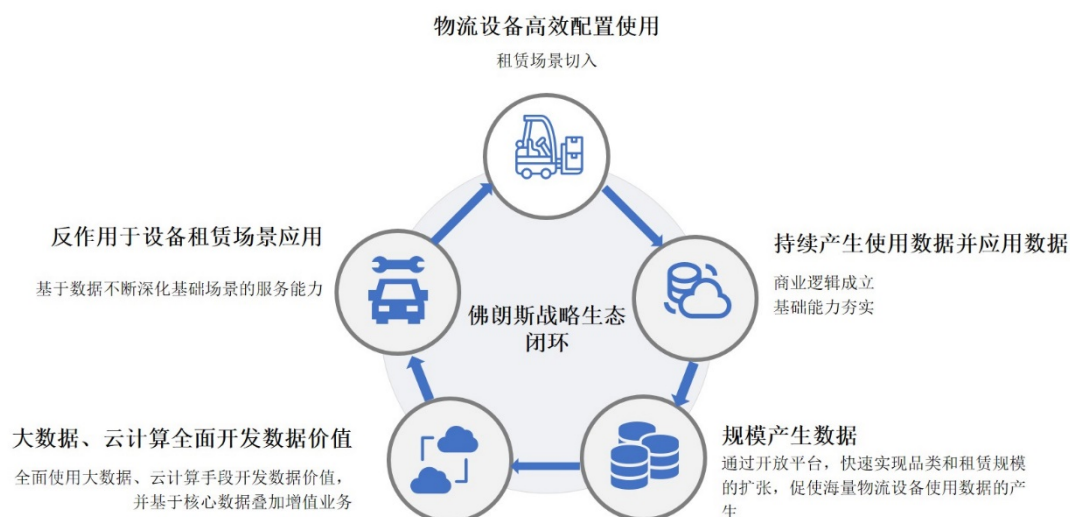 物流设备高效配置使用
租赁场景切入
反作用于设备租赁场景应用
基于数据不断深化基础场景的服务能力
持续产生使用数据并应用数据
商业逻辑成立
基础能力夯实
佛朗斯战略生态
闭环
大数据、云计算全面开发数据价值
全面使用大数据、云计算手段开发数据价值，
并基于核心数据叠加增值业务
规模产生数据
通过开放平台，快速实现品类和租赁规模
的扩张，促使海量物流设备使用数据的产
生